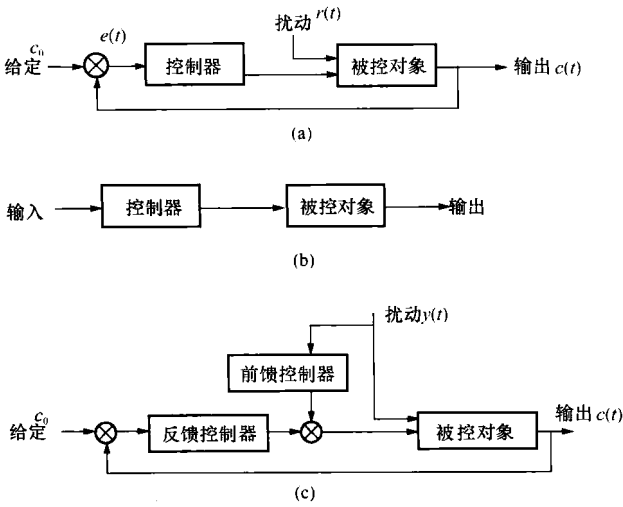 扰动 r(t)
c₀
e(t)
给定
控制器
被控对象
输出 c(t)
(a)
输入
控制器
被控对象
输出
(b)
扰动y(t)
前馈控制器
c₀
给定
反馈控制器
被控对象
输出 c(t)
(c)